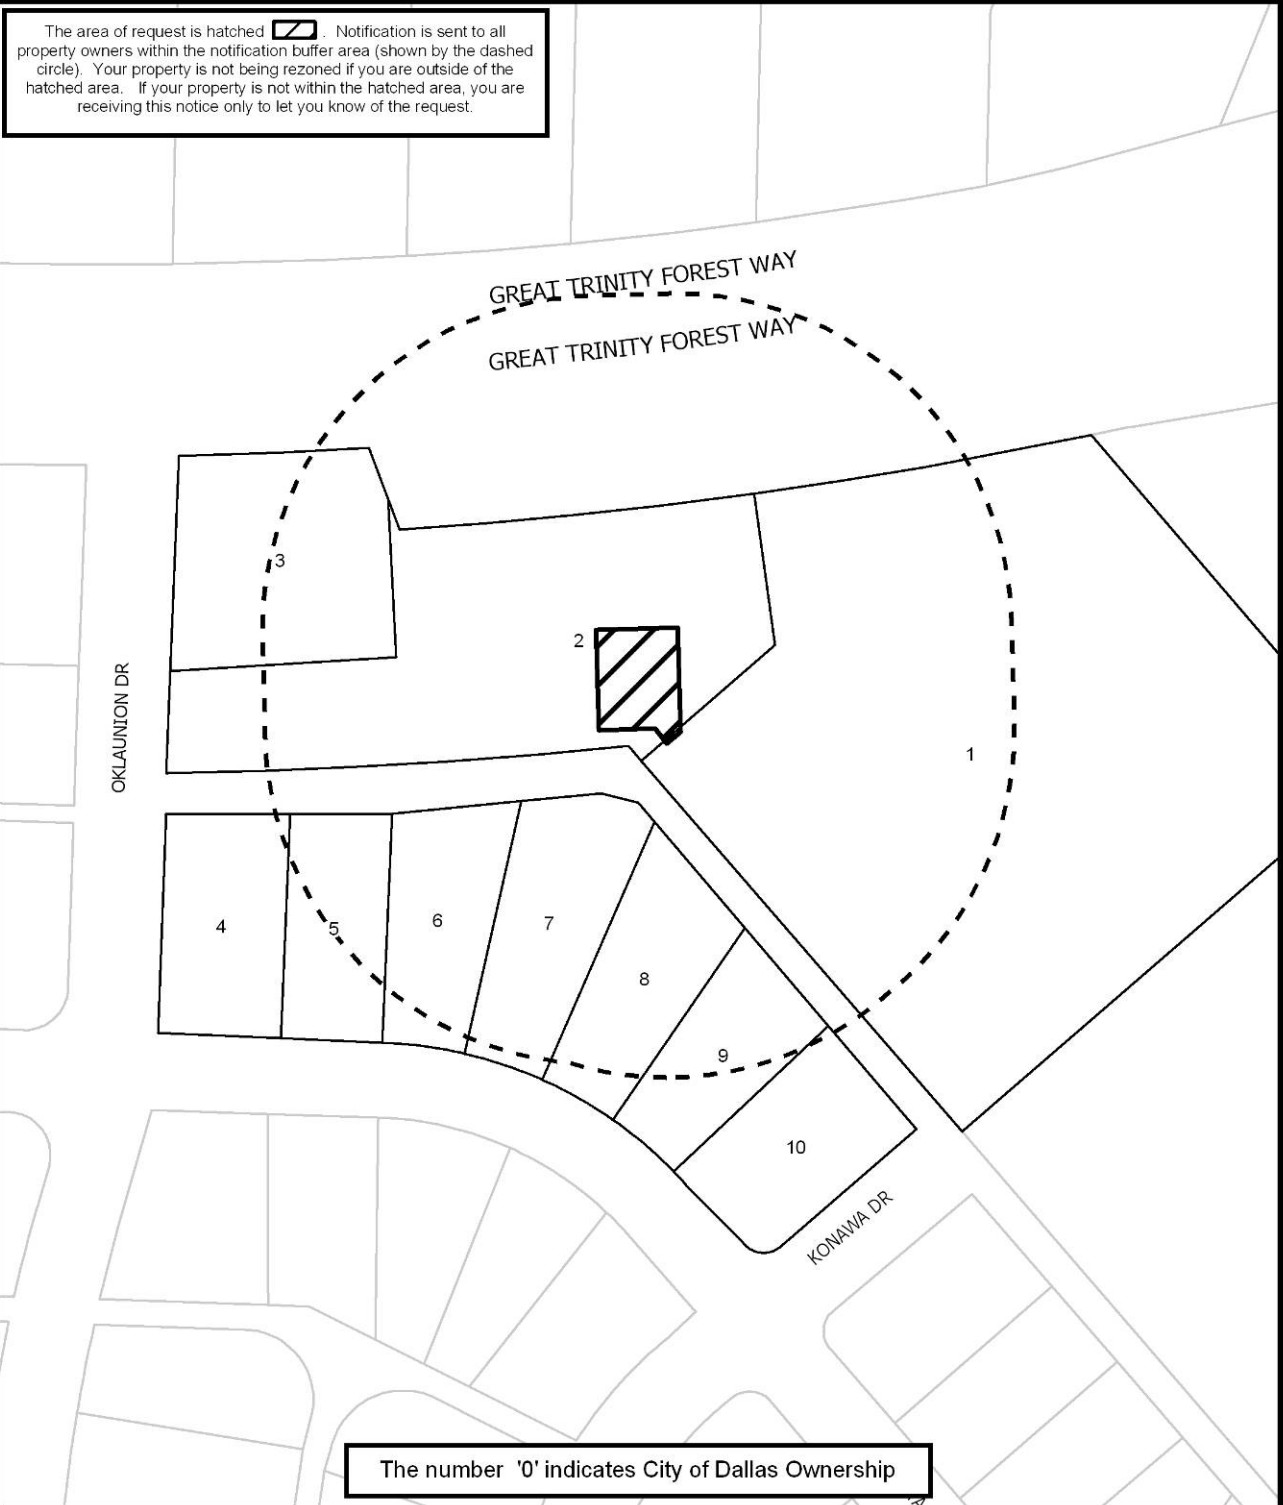 The area of request is hatched . Notification is sent to all
property owners within the notification buffer area (shown by the dashed
circle). Your property is not being rezoned if you are outside of the
hatched area. If your property is not within the hatched area, you are
receiving this notice only to let you know of the request.
GREAT TRINITY FOREST WAY
GREAT TRINITY FOREST WAY
3
2
OKLAUNION DR
1
4
5
6
7
8
9
10
KONAWA DR
The number '0' indicates City of Dallas Ownership